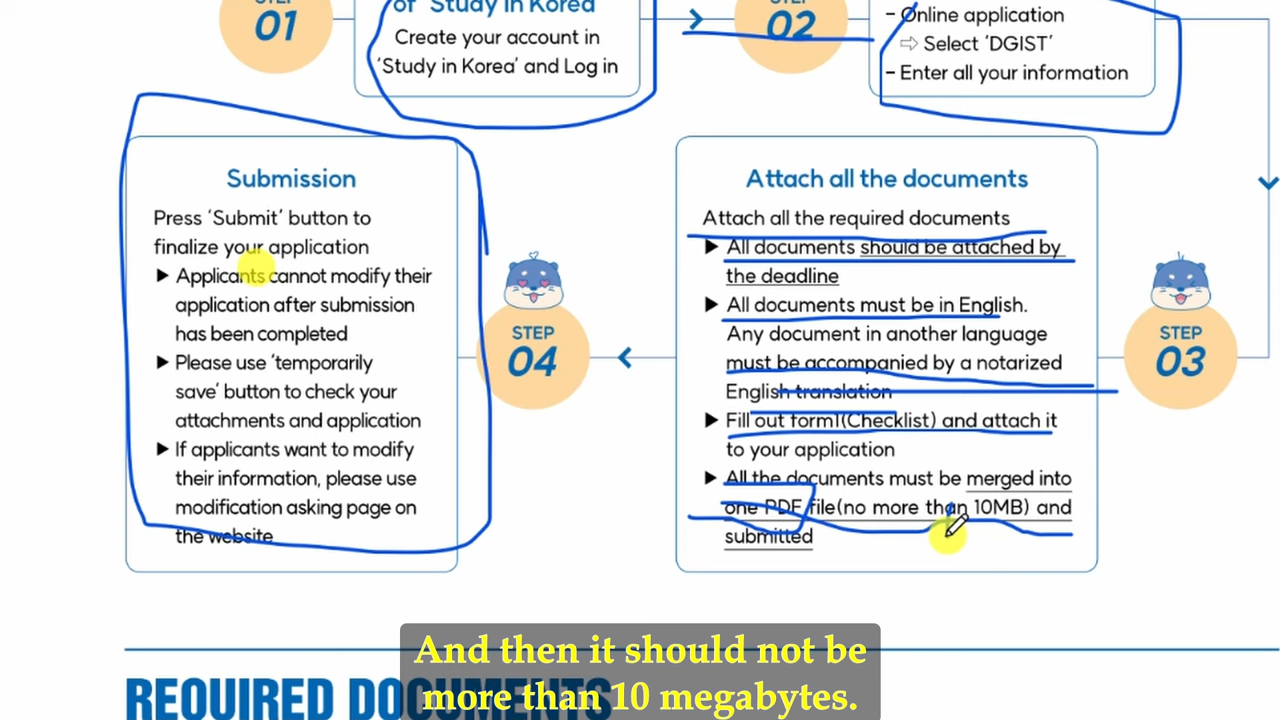 STEP
01
of 'Study in Korea'
Create your account in
'Study in Korea' and Log in
STEP
02
– Online application
⇨ Select 'DGIST'
– Enter all your information
Submission
Press 'Submit' button to
finalize your application
▶ Applicants cannot modify their
application after submission
has been completed
▶ Please use 'temporarily
save' button to check your
attachments and application
▶ If applicants want to modify
their information, please use
modification asking page on
the website
STEP
04
Attach all the documents
Attach all the required documents
▶ All documents should be attached by
the deadline
▶ All documents must be in English.
Any document in another language
must be accompanied by a notarized
English translation
▶ Fill out form1(Checklist) and attach it
to your application
▶ All the documents must be merged into
one PDF file(no more than 10MB) and
submitted
STEP
03
REQUIRED DOCUMENTS
And then it should not be
more than 10 megabytes.